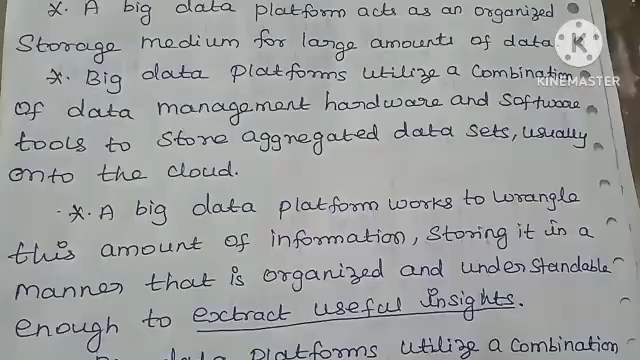 *. A big data platform acts as an organized
Storage medium for large amounts of data
*. Big data platforms utilize a combination
of data management hardware and software
tools to store aggregated data sets, usually
onto the cloud.
*. A big data platform works to wrangle
this amount of information, storing it in a
manner that is organized and understandable
enough to extract useful insights.
data platforms utilize a combination
K
KINEMASTER